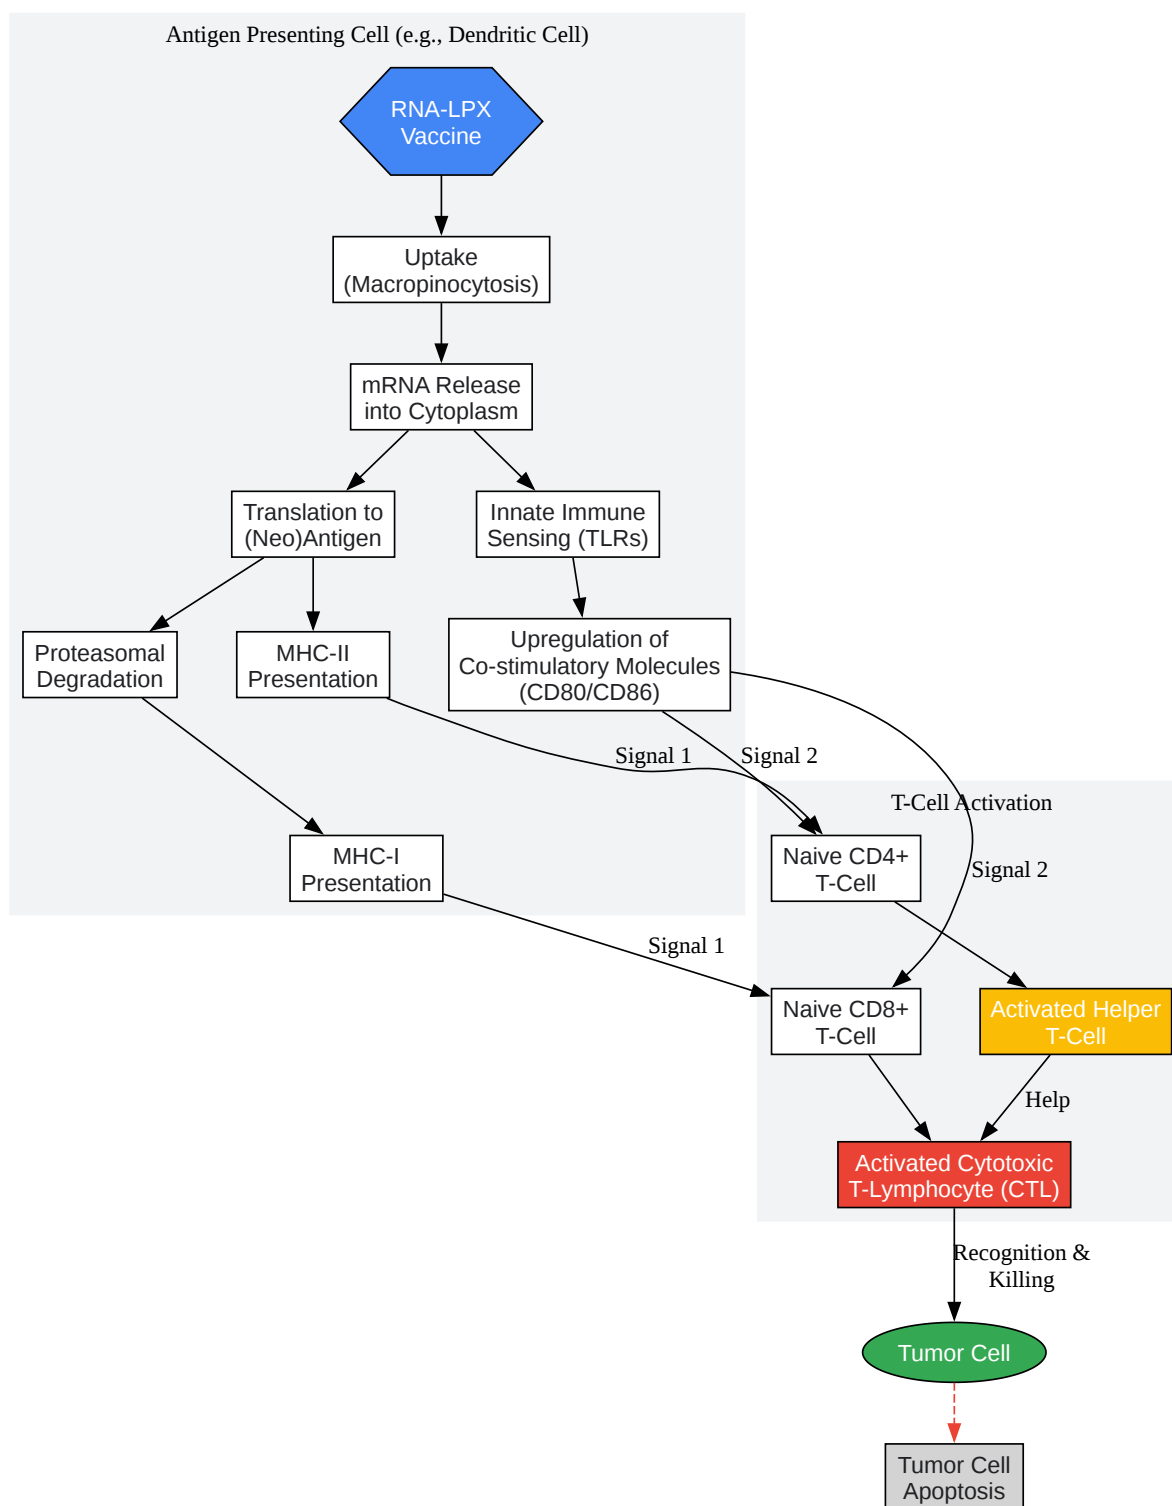 Antigen Presenting Cell (e.g., Dendritic Cell)
RNA-LPX
Vaccine
Uptake
(Macropinocytosis)
mRNA Release
into Cytoplasm
Translation to
(Neo)Antigen
Innate Immune
Sensing (TLRs)
Proteasomal
Degradation
MHC-II
Presentation
Upregulation of
Co-stimulatory Molecules
(CD80/CD86)
Signal 1
Signal 2
T-Cell Activation
MHC-I
Presentation
Naive CD4+
T-Cell
Signal 2
Signal 1
Naive CD8+
T-Cell
Activated Helper
T-Cell
Help
Activated Cytotoxic
T-Lymphocyte (CTL)
Recognition &
Killing
Tumor Cell
Tumor Cell
Apoptosis